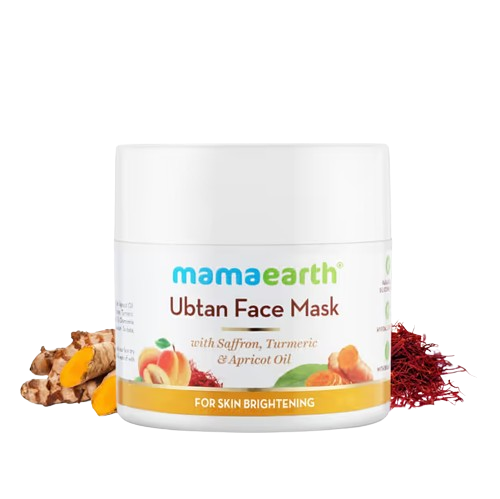 mamaearth®
Ubtan Face Mask
with Saffron, Turmeric
& Apricot Oil
FOR SKIN BRIGHTENING